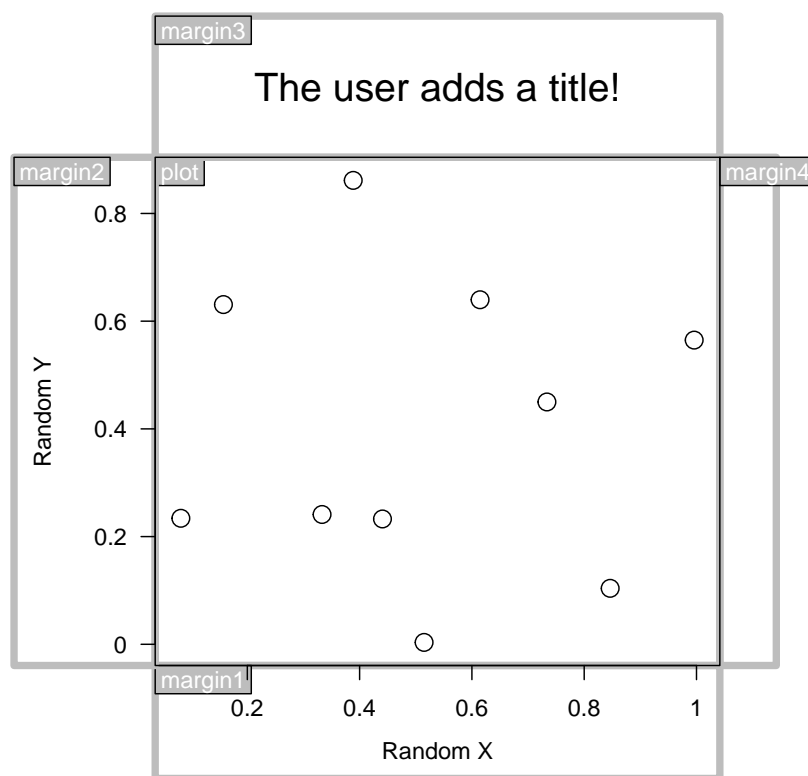 margin3
The user adds a title!
margin2
plot
margin4
0.8
0.6
0.4
0.2
0
Random Y
margin1
0.2 0.4 0.6 0.8 1
Random X